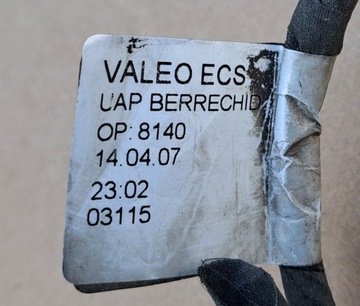 VALEO ECS
UAP BERRECHID
OP: 8140
14.04.07
23:02
03115